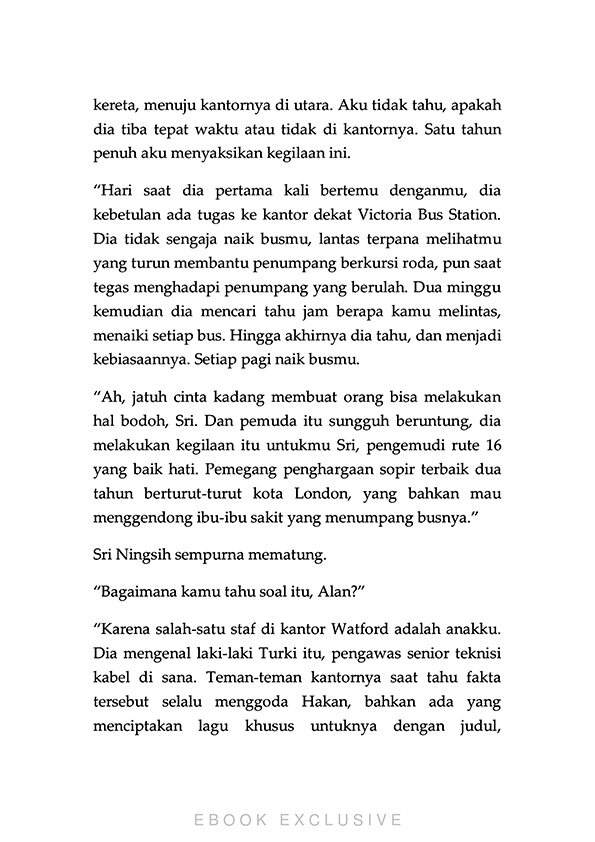 kereta, menuju kantornya di utara. Aku tidak tahu, apakah
dia tiba tepat waktu atau tidak di kantornya. Satu tahun
penuh aku menyaksikan kegilaan ini.
“Hari saat dia pertama kali bertemu denganmu, dia
kebetulan ada tugas ke kantor dekat Victoria Bus Station.
Dia tidak sengaja naik busmu, lantas terpana melihatmu
yang turun membantu penumpang berkursi roda, pun saat
tegas menghadapi penumpang yang berulah. Dua minggu
kemudian dia mencari tahu jam berapa kamu melintas,
menaiki setiap bus. Hingga akhirnya dia tahu, dan menjadi
kebiasaannya. Setiap pagi naik busmu.
“Ah, jatuh cinta kadang membuat orang bisa melakukan
hal bodoh, Sri. Dan pemuda itu sungguh beruntung, dia
melakukan kegilaan itu untukmu Sri, pengemudi rute 16
yang baik hati. Pemegang penghargaan sopir terbaik dua
tahun berturut-turut kota London, yang bahkan mau
menggendong ibu-ibu sakit yang menumpang busnya.”
Sri Ningsih sempurna mematung.
“Bagaimana kamu tahu soal itu, Alan?”
“Karena salah-satu staf di kantor Watford adalah anakku.
Dia mengenal laki-laki Turki itu, pengawas senior teknisi
kabel di sana. Teman-teman kantornya saat tahu fakta
tersebut selalu menggoda Hakan, bahkan ada yang
menciptakan lagu khusus untuknya dengan judul,
EBOOK EXCLUSIVE